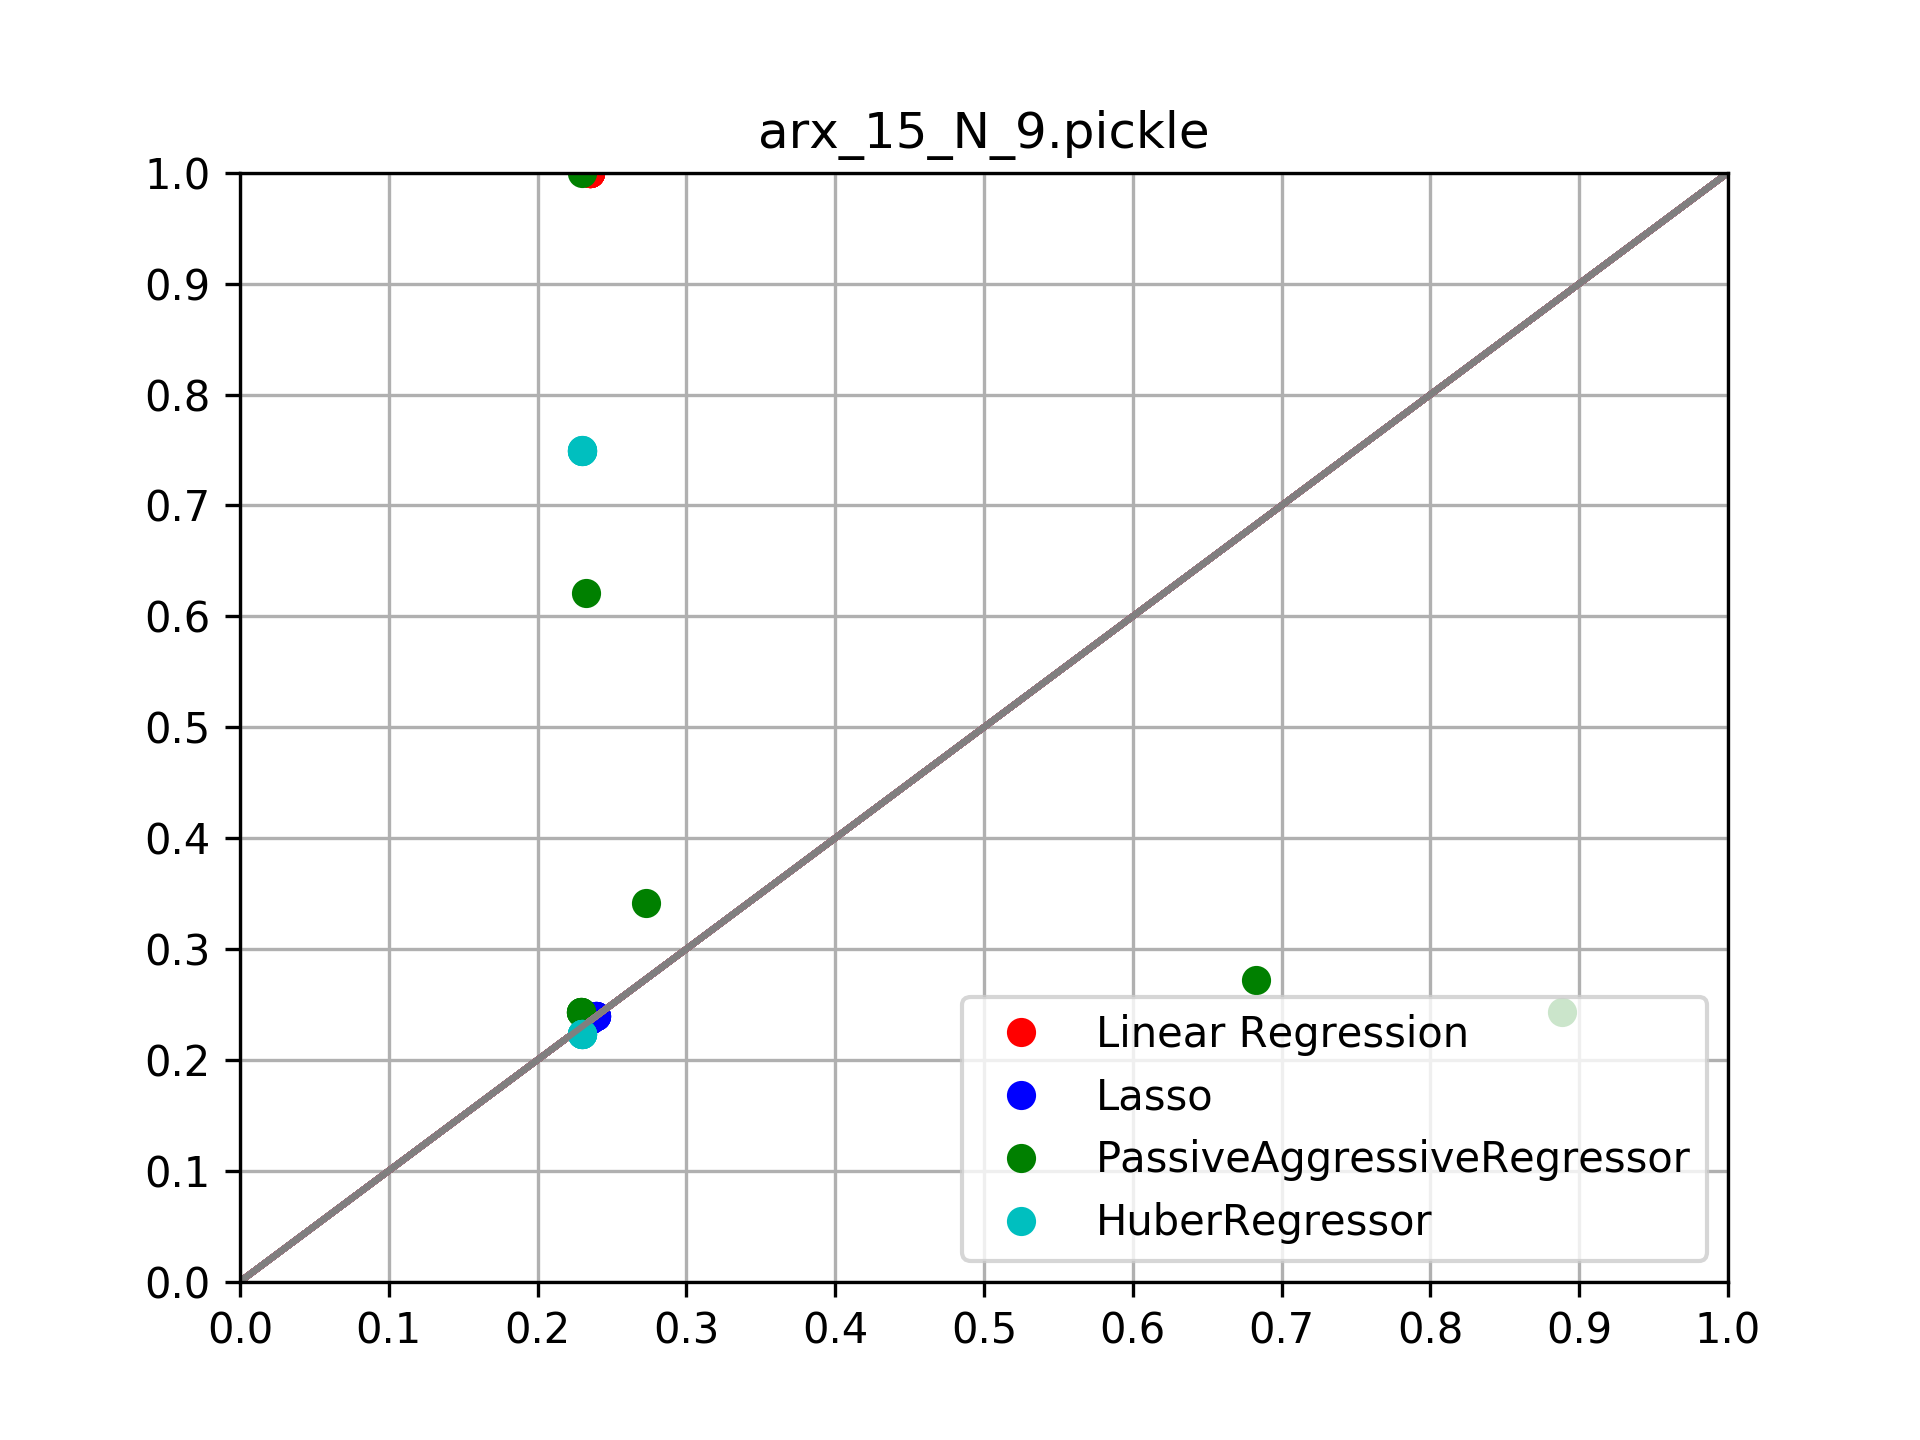 arx_15_N_9.pickle
1.0
0.9
0.8
0.7
0.6
0.5
0.4
0.3
0.2
0.1
0.0
Linear Regression
Lasso
PassiveAggressiveRegressor
HuberRegressor
0.0 0.1 0.2 0.3 0.4 0.5 0.6 0.7 0.8 0.9 1.0